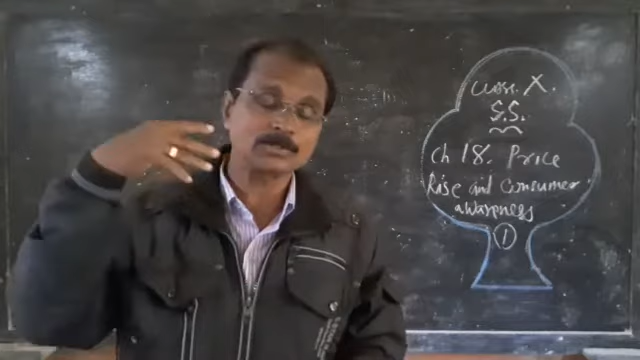 class. X.
S.S.
ch 18. Price
Rise and Consumer
awareness
1